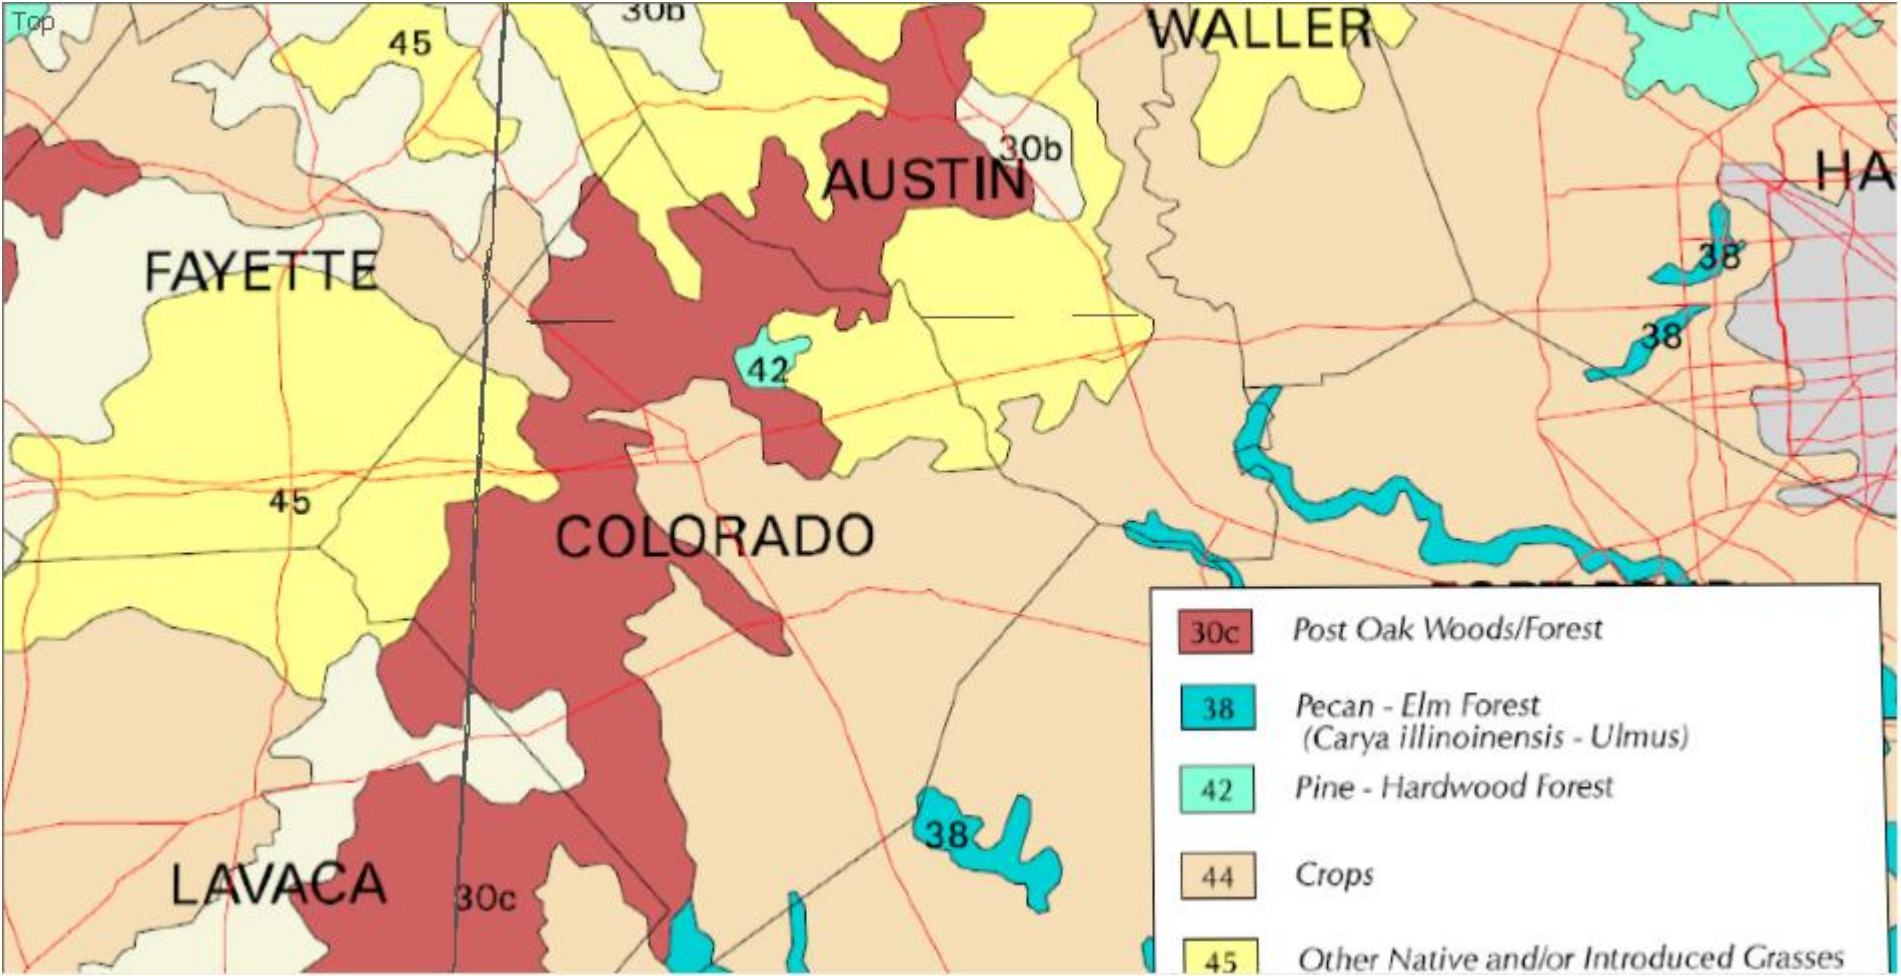 Top
45
30b
WALLER
30b
AUSTIN
HA
FAYETTE
38
38
42
45
COLORADO
30c Post Oak Woods/Forest
38 Pecan - Elm Forest
(Carya illinoinensis - Ulmus)
42 Pine - Hardwood Forest
38
44 Crops
LAVACA
30c
45 Other Native and/or Introduced Grasses